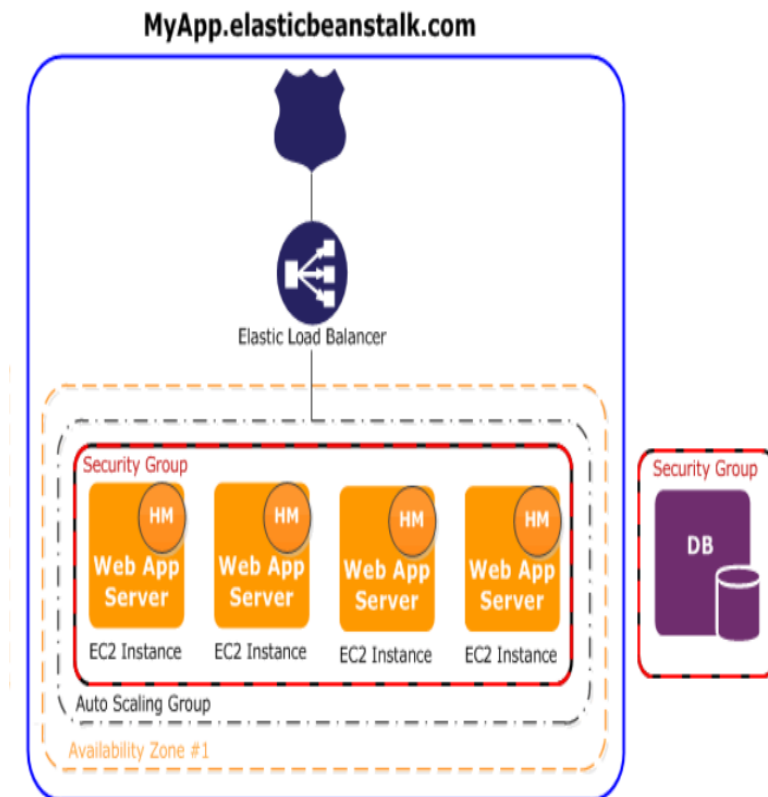 MyApp.elasticbeanstalk.com
Elastic Load Balancer
Security Group
HM
Web App
Server
EC2 Instance
HM
Web App
Server
EC2 Instance
HM
Web App
Server
EC2 Instance
HM
Web App
Server
EC2 Instance
Auto Scaling Group
Availability Zone #1
Security Group
DB